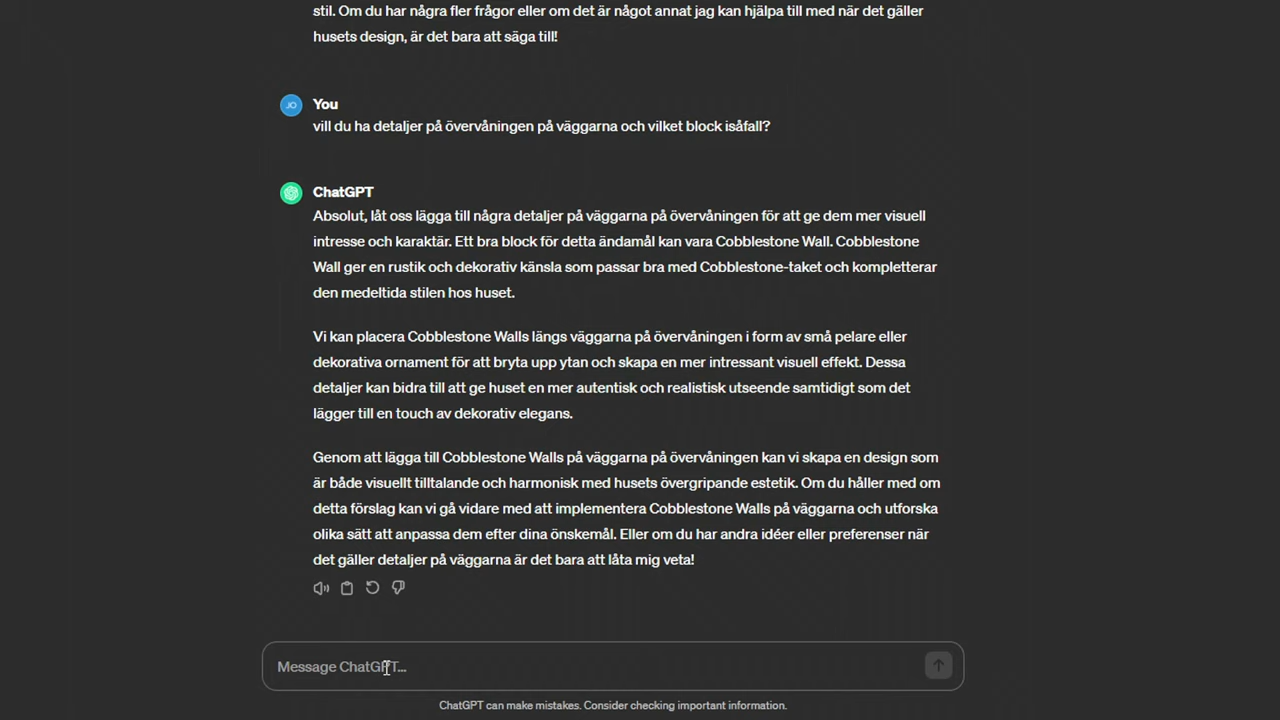 stil. Om du har några fler frågor eller om det är något annat jag kan hjälpa till med när det gäller
husets design, är det bara att säga till!
JO
You
vill du ha detaljer på övervåningen på väggarna och vilket block isåfall?
ChatGPT
Absolut, låt oss lägga till några detaljer på väggarna på övervåningen för att ge dem mer visuell
intresse och karaktär. Ett bra block för detta ändamål kan vara Cobblestone Wall. Cobblestone
Wall ger en rustik och dekorativ känsla som passar bra med Cobblestone-taket och kompletterar
den medeltida stilen hos huset.
Vi kan placera Cobblestone Walls längs väggarna på övervåningen i form av små pelare eller
dekorativa ornament för att bryta upp ytan och skapa en mer intressant visuell effekt. Dessa
detaljer kan bidra till att ge huset en mer autentisk och realistisk utseende samtidigt som det
lägger till en touch av dekorativ elegans.
Genom att lägga till Cobblestone Walls på väggarna på övervåningen kan vi skapa en design som
är både visuellt tilltalande och harmonisk med husets övergripande estetik. Om du håller med om
detta förslag kan vi gå vidare med att implementera Cobblestone Walls på väggarna och utforska
olika sätt att anpassa dem efter dina önskemål. Eller om du har andra idéer eller preferenser när
det gäller detaljer på väggarna är det bara att låta mig veta!
Message ChatGPT...
ChatGPT can make mistakes. Consider checking important information.